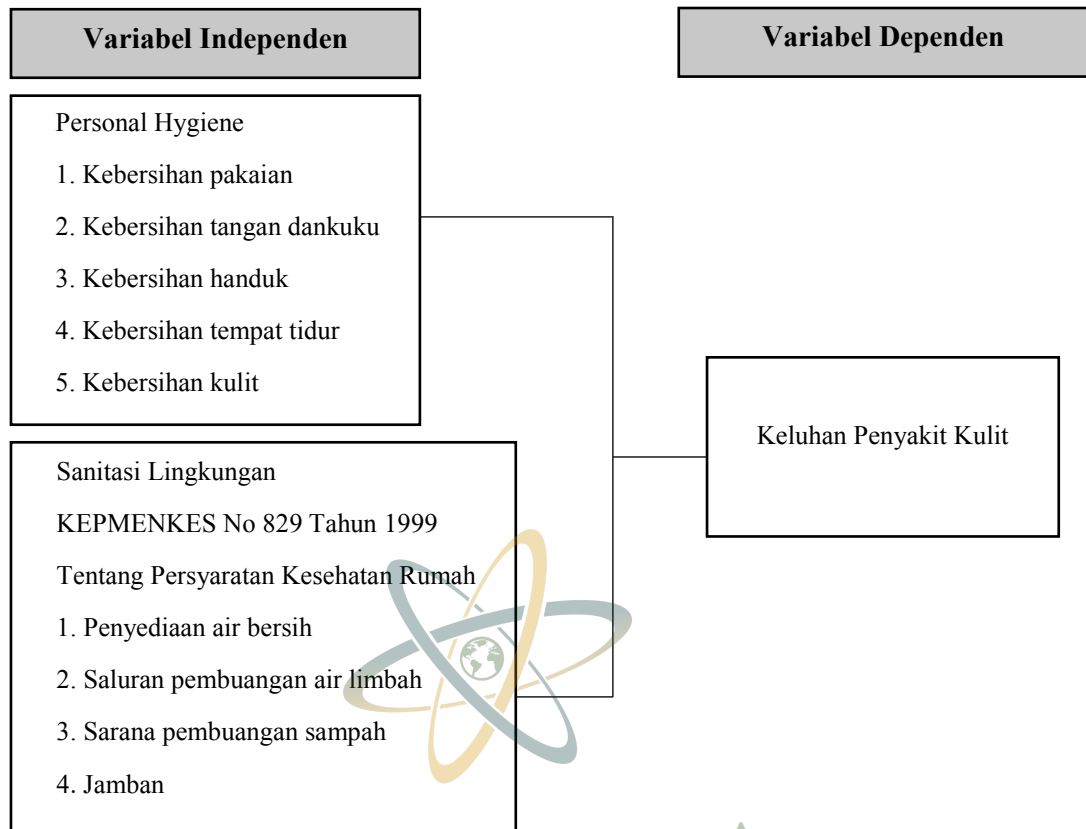 Variabel Independen
Variabel Dependen
Personal Hygiene
1. Kebersihan pakaian
2. Kebersihan tangan dankuku
3. Kebersihan handuk
4. Kebersihan tempat tidur
5. Kebersihan kulit
Keluhan Penyakit Kulit
Sanitasi Lingkungan
KEPMENKES No 829 Tahun 1999
Tentang Persyaratan Kesehatan Rumah
1. Penyediaan air bersih
2. Saluran pembuangan air limbah
3. Sarana pembuangan sampah
4. Jamban